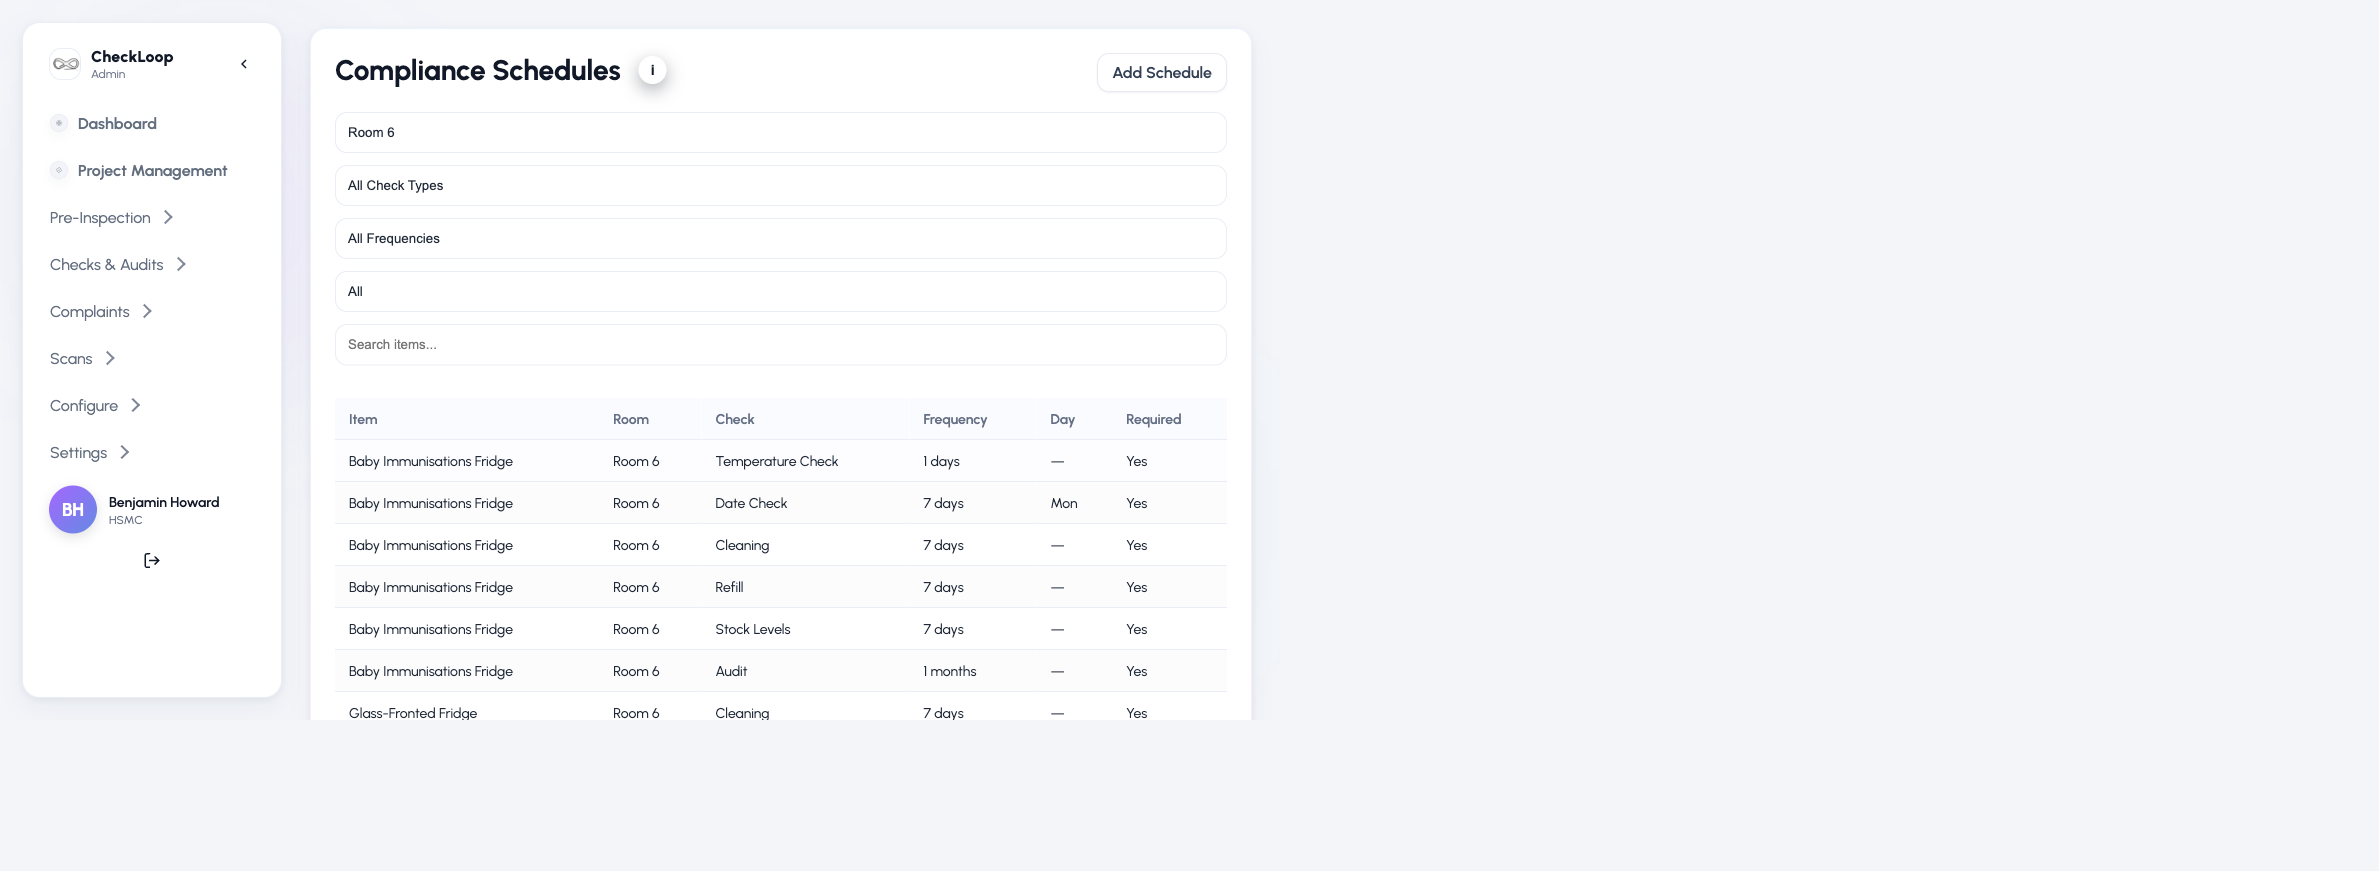 CheckLoop
Admin
Dashboard
Project Management
Pre-Inspection
Checks & Audits
Complaints
Scans
Configure
Settings
BH
Benjamin Howard
HSMC
Compliance Schedules i
Add Schedule
Room 6
All Check Types
All Frequencies
All
Search items...
Item Room Check Frequency Day Required
Baby Immunisations Fridge Room 6 Temperature Check 1 days — Yes
Baby Immunisations Fridge Room 6 Date Check 7 days Mon Yes
Baby Immunisations Fridge Room 6 Cleaning 7 days — Yes
Baby Immunisations Fridge Room 6 Refill 7 days — Yes
Baby Immunisations Fridge Room 6 Stock Levels 7 days — Yes
Baby Immunisations Fridge Room 6 Audit 1 months — Yes
Glass-Fronted Fridge Room 6 Cleaning 7 days — Yes